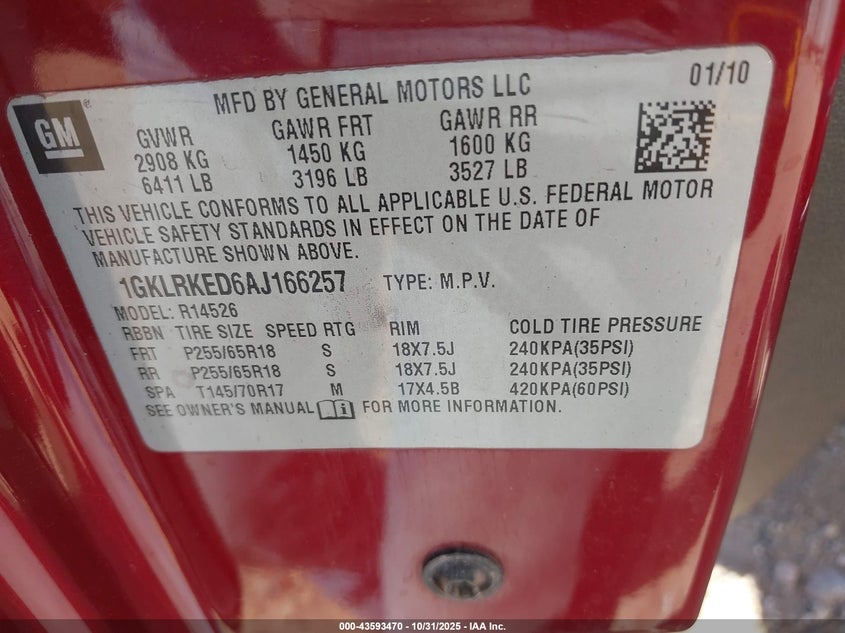 MFD BY GENERAL MOTORS LLC 01/10
GM®
GVWR GAWR FRT GAWR RR
2908 KG 1450 KG 1600 KG
6411 LB 3196 LB 3527 LB
THIS VEHICLE CONFORMS TO ALL APPLICABLE U.S. FEDERAL MOTOR
VEHICLE SAFETY STANDARDS IN EFFECT ON THE DATE OF
MANUFACTURE SHOWN ABOVE.
1GKLRKED6AJ166257 TYPE: M.P.V.
MODEL: R14526
RBBN TIRE SIZE SPEED RTG RIM COLD TIRE PRESSURE
FRT P255/65R18 S 18X7.5J 240KPA(35PSI)
RR P255/65R18 S 18X7.5J 240KPA(35PSI)
SPA T145/70R17 M 17X4.5B 420KPA(60PSI)
SEE OWNER'S MANUAL FOR MORE INFORMATION.
000-43593470 - 10/31/2025 - IAA Inc.